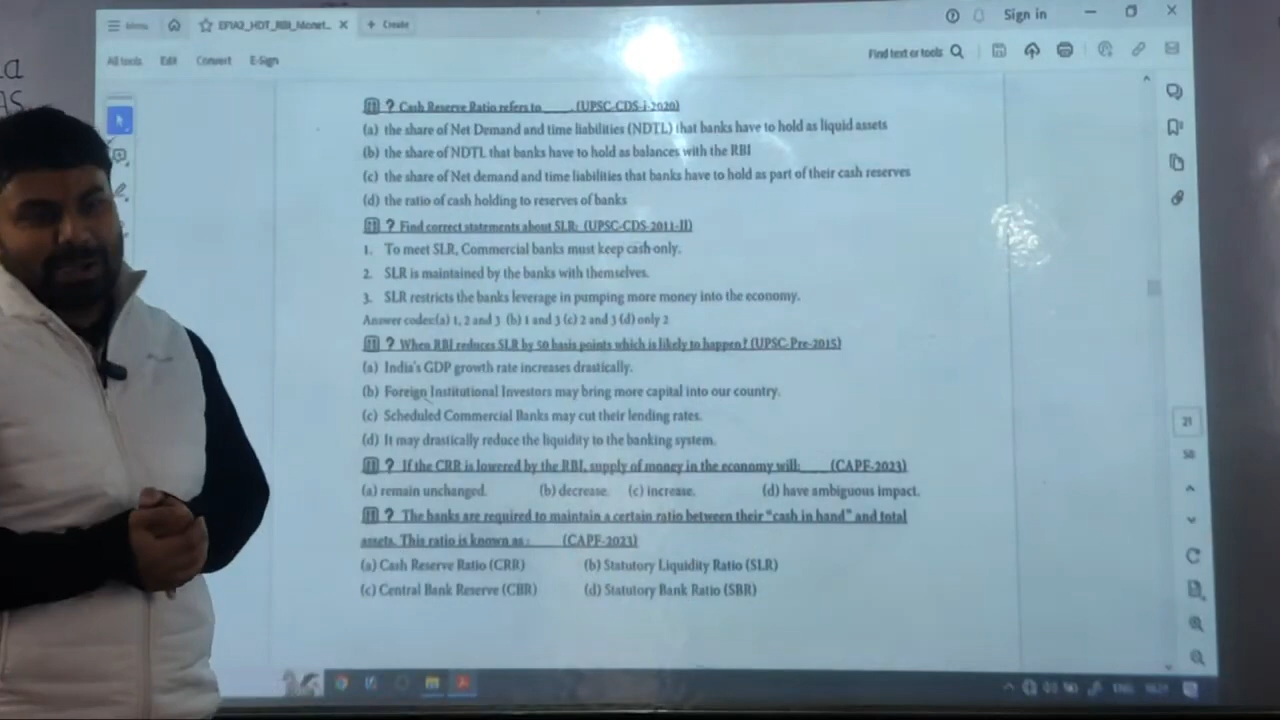 Menu EFIA2_HDT_RBI_Monet... + Create Sign in
All tools Edit Convert E-Sign Find text or tools
? Cash Reserve Ratio refers to____. (UPSC-CDS-I-2020)
(a) the share of Net Demand and time liabilities (NDTL) that banks have to hold as liquid assets
(b) the share of NDTL that banks have to hold as balances with the RBI
(c) the share of Net demand and time liabilities that banks have to hold as part of their cash reserves
(d) the ratio of cash holding to reserves of banks
? Find correct statements about SLR: (UPSC-CDS-2011-II)
1. To meet SLR, Commercial banks must keep cash only.
2. SLR is maintained by the banks with themselves.
3. SLR restricts the banks leverage in pumping more money into the economy.
Answer codes:(a) 1, 2 and 3 (b) 1 and 3 (c) 2 and 3 (d) only 2
? When RBI reduces SLR by 50 basis points which is likely to happen? (UPSC-Pre-2015)
(a) India's GDP growth rate increases drastically.
(b) Foreign Institutional Investors may bring more capital into our country.
(c) Scheduled Commercial Banks may cut their lending rates.
(d) It may drastically reduce the liquidity to the banking system.
? If the CRR is lowered by the RBI, supply of money in the economy will:____ (CAPF-2023)
(a) remain unchanged. (b) decrease. (c) increase. (d) have ambiguous impact.
? The banks are required to maintain a certain ratio between their "cash in hand" and total
assets. This ratio is known as :____ (CAPF-2023)
(a) Cash Reserve Ratio (CRR) (b) Statutory Liquidity Ratio (SLR)
(c) Central Bank Reserve (CBR) (d) Statutory Bank Ratio (SBR)
21
50
ENG